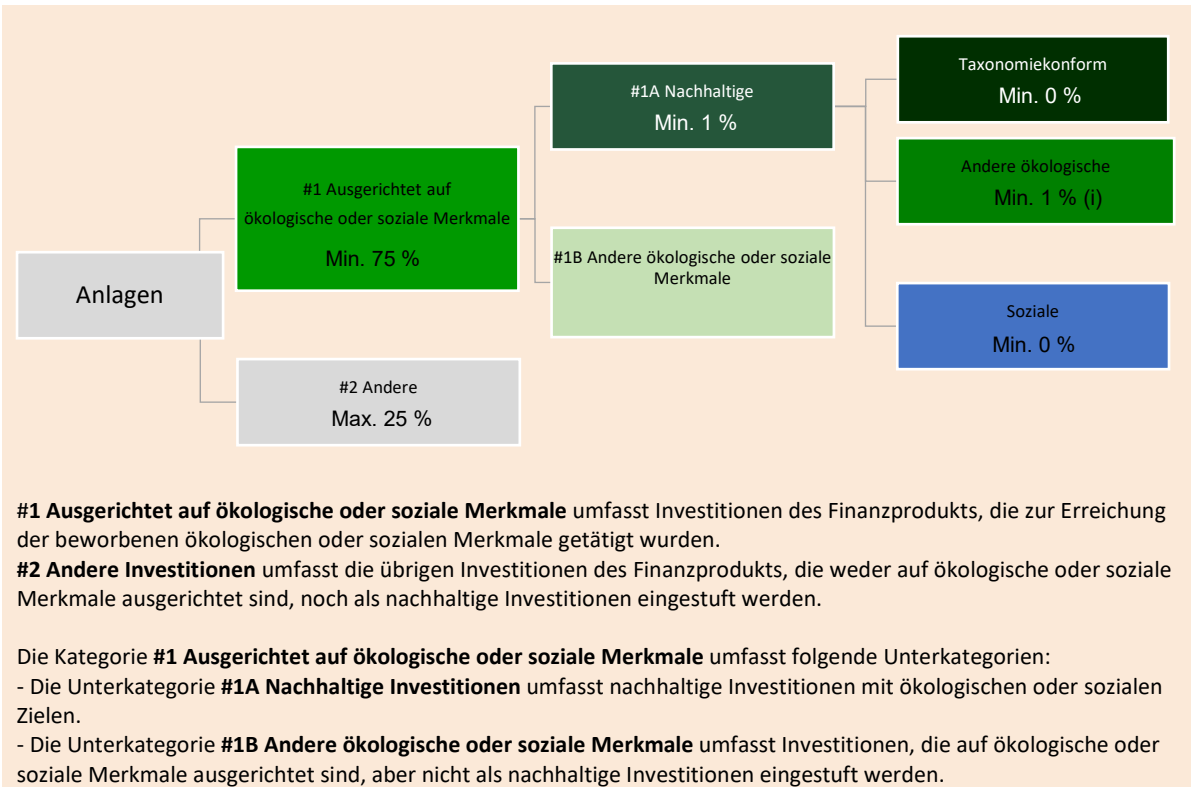 Anlagen
#1 Ausgerichtet auf
ökologische oder soziale Merkmale
Min. 75 %
#2 Andere
Max. 25 %
#1A Nachhaltige
Min. 1 %
#1B Andere ökologische oder soziale
Merkmale
Taxonomiekonform
Min. 0 %
Andere ökologische
Min. 1 % (i)
Soziale
Min. 0 %
#1 Ausgerichtet auf ökologische oder soziale Merkmale umfasst Investitionen des Finanzprodukts, die zur Erreichung
der beworbenen ökologischen oder sozialen Merkmale getätigt wurden.
#2 Andere Investitionen umfasst die übrigen Investitionen des Finanzprodukts, die weder auf ökologische oder soziale
Merkmale ausgerichtet sind, noch als nachhaltige Investitionen eingestuft werden.
Die Kategorie #1 Ausgerichtet auf ökologische oder soziale Merkmale umfasst folgende Unterkategorien:
- Die Unterkategorie #1A Nachhaltige Investitionen umfasst nachhaltige Investitionen mit ökologischen oder sozialen
Zielen.
- Die Unterkategorie #1B Andere ökologische oder soziale Merkmale umfasst Investitionen, die auf ökologische oder
soziale Merkmale ausgerichtet sind, aber nicht als nachhaltige Investitionen eingestuft werden.